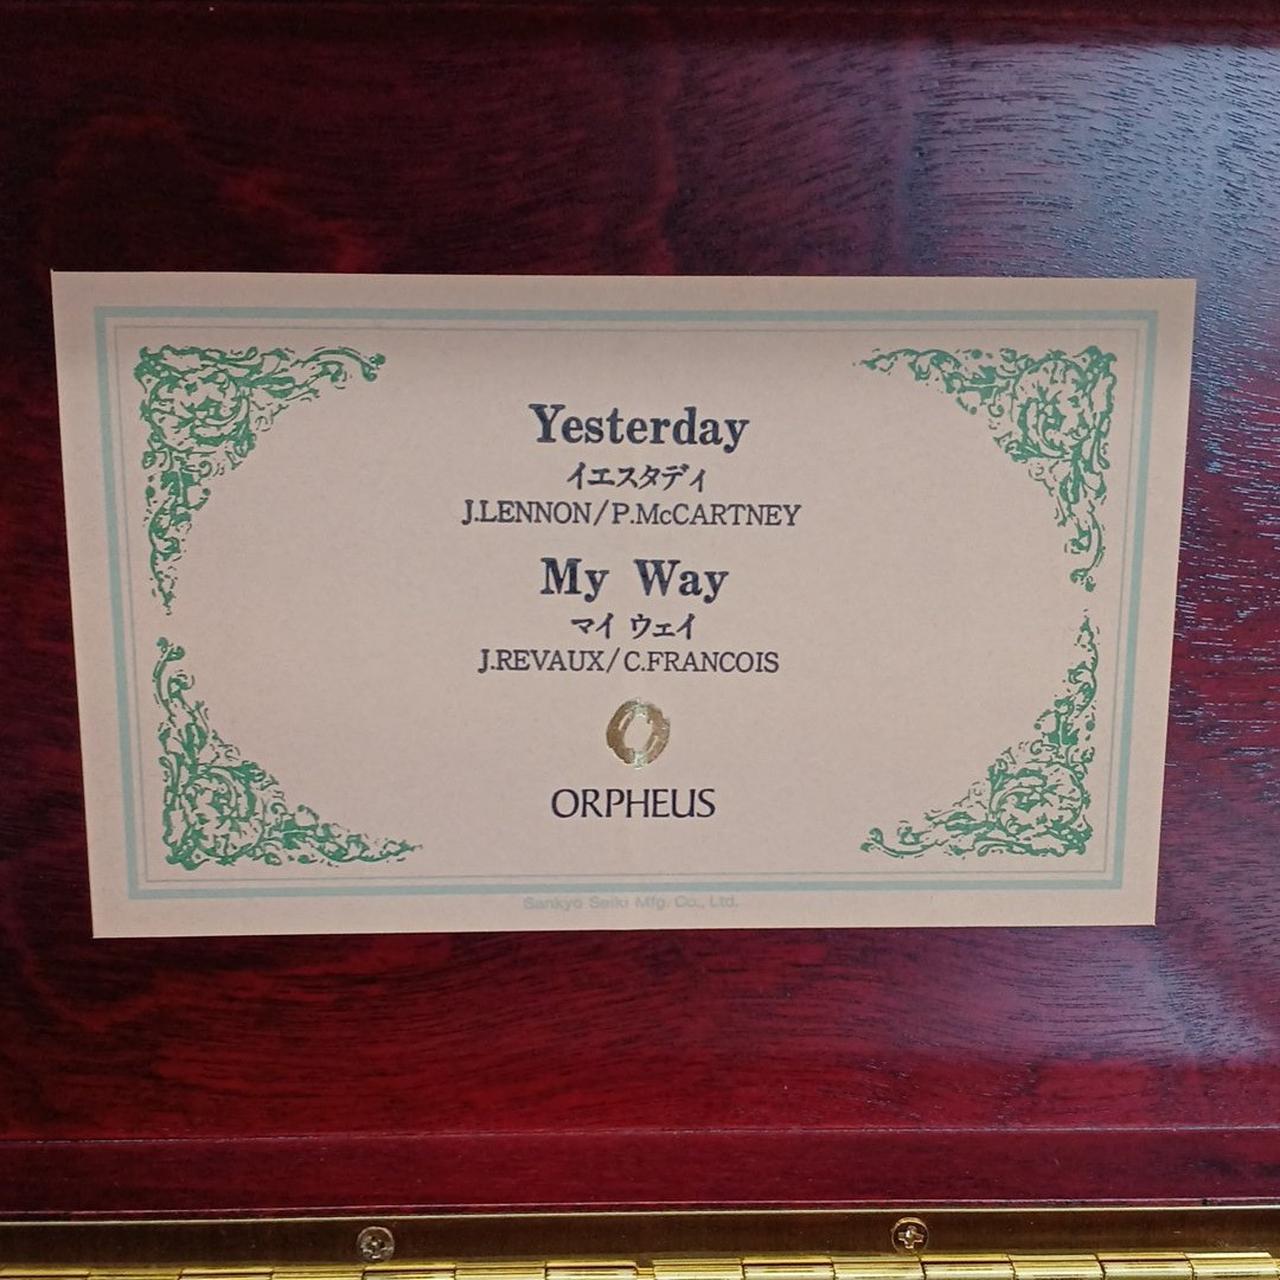 Yesterday
イエスタディ
J.LENNON/P.McCARTNEY
My Way
マイ ウェイ
J.REVAUX/C.FRANCOIS
ORPHEUS
Sankyo Seiki Mfg. Co., Ltd.